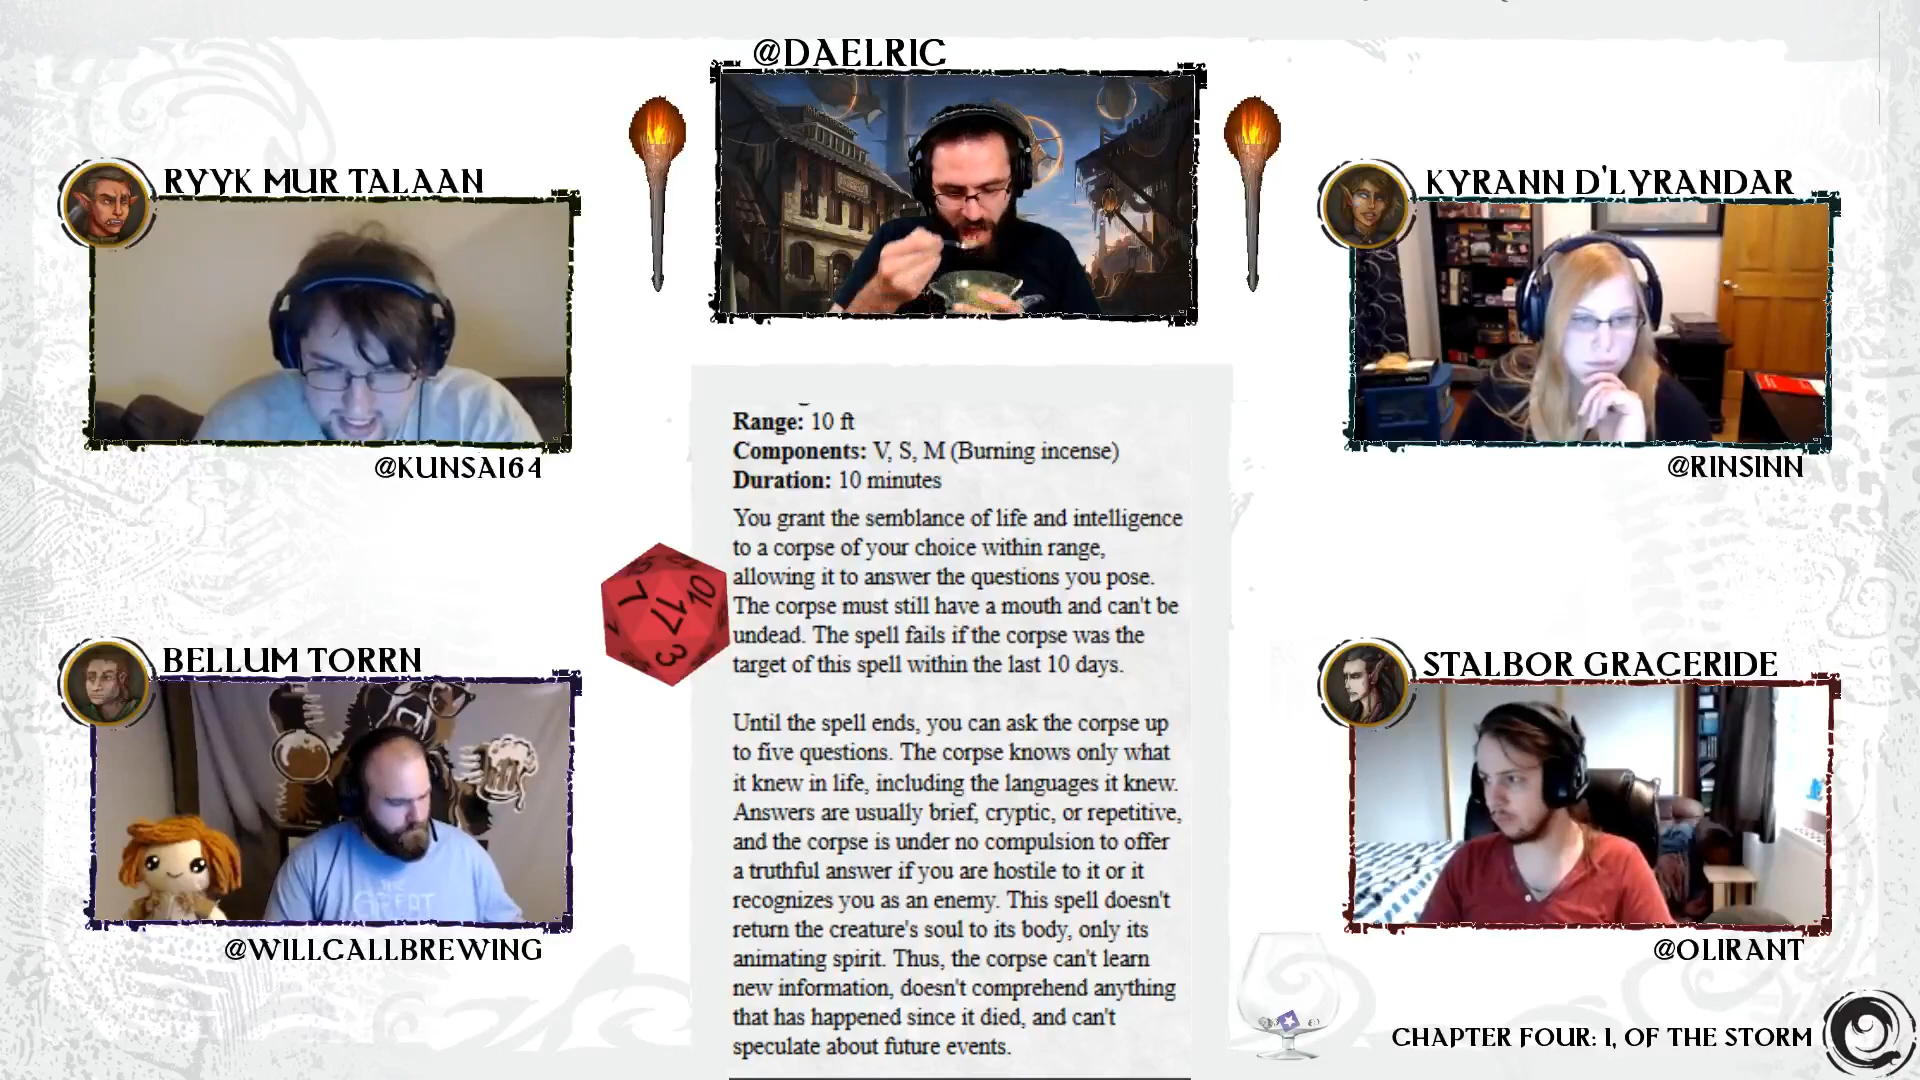 @DAELRIC
RYYK MUR TALAAN
KYRANN D'LYRANDAR
@KUNSAI64
@RINSINN
Range: 10 ft
Components: V, S, M (Burning incense)
Duration: 10 minutes
You grant the semblance of life and intelligence
to a corpse of your choice within range,
allowing it to answer the questions you pose.
The corpse must still have a mouth and can't be
undead. The spell fails if the corpse was the
target of this spell within the last 10 days.
Until the spell ends, you can ask the corpse up
to five questions. The corpse knows only what
it knew in life, including the languages it knew.
Answers are usually brief, cryptic, or repetitive,
and the corpse is under no compulsion to offer
a truthful answer if you are hostile to it or it
recognizes you as an enemy. This spell doesn't
return the creature's soul to its body, only its
animating spirit. Thus, the corpse can't learn
new information, doesn't comprehend anything
that has happened since it died, and can't
speculate about future events.
7
17
10
3
BELLUM TORRN
STALBOR GRACERIDE
THE
GREAT
@WILLCALLBREWING
@OLIRANT
CHAPTER FOUR: I, OF THE STORM